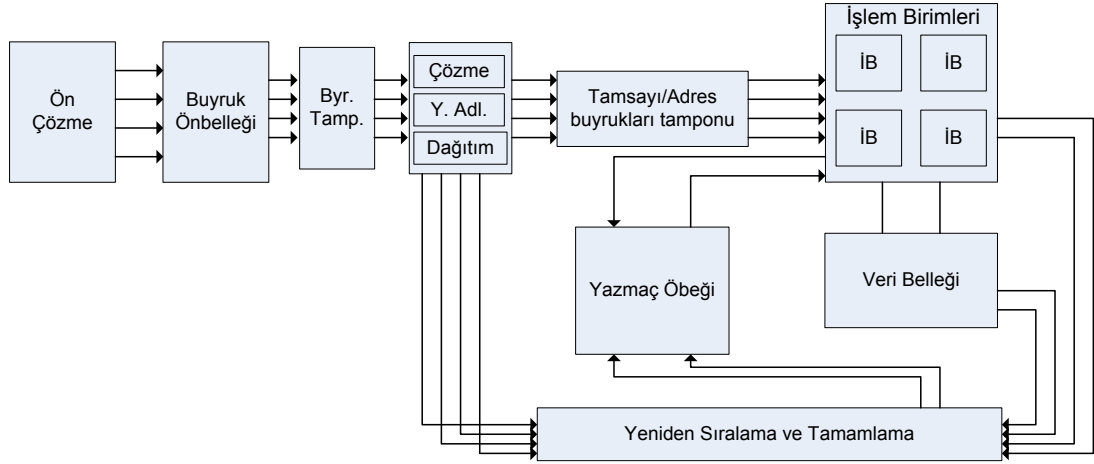 Ön
Çözme
Buyruk
Önbelleği
Byr.
Tamp.
Çözme
Y. Adl.
Dağıtım
Tamsayı/Adres
buyrukları tamponu
İşlem Birimleri
İB
İB
İB
İB
Yazmaç Öbeği
Veri Belleği
Yeniden Sıralama ve Tamamlama